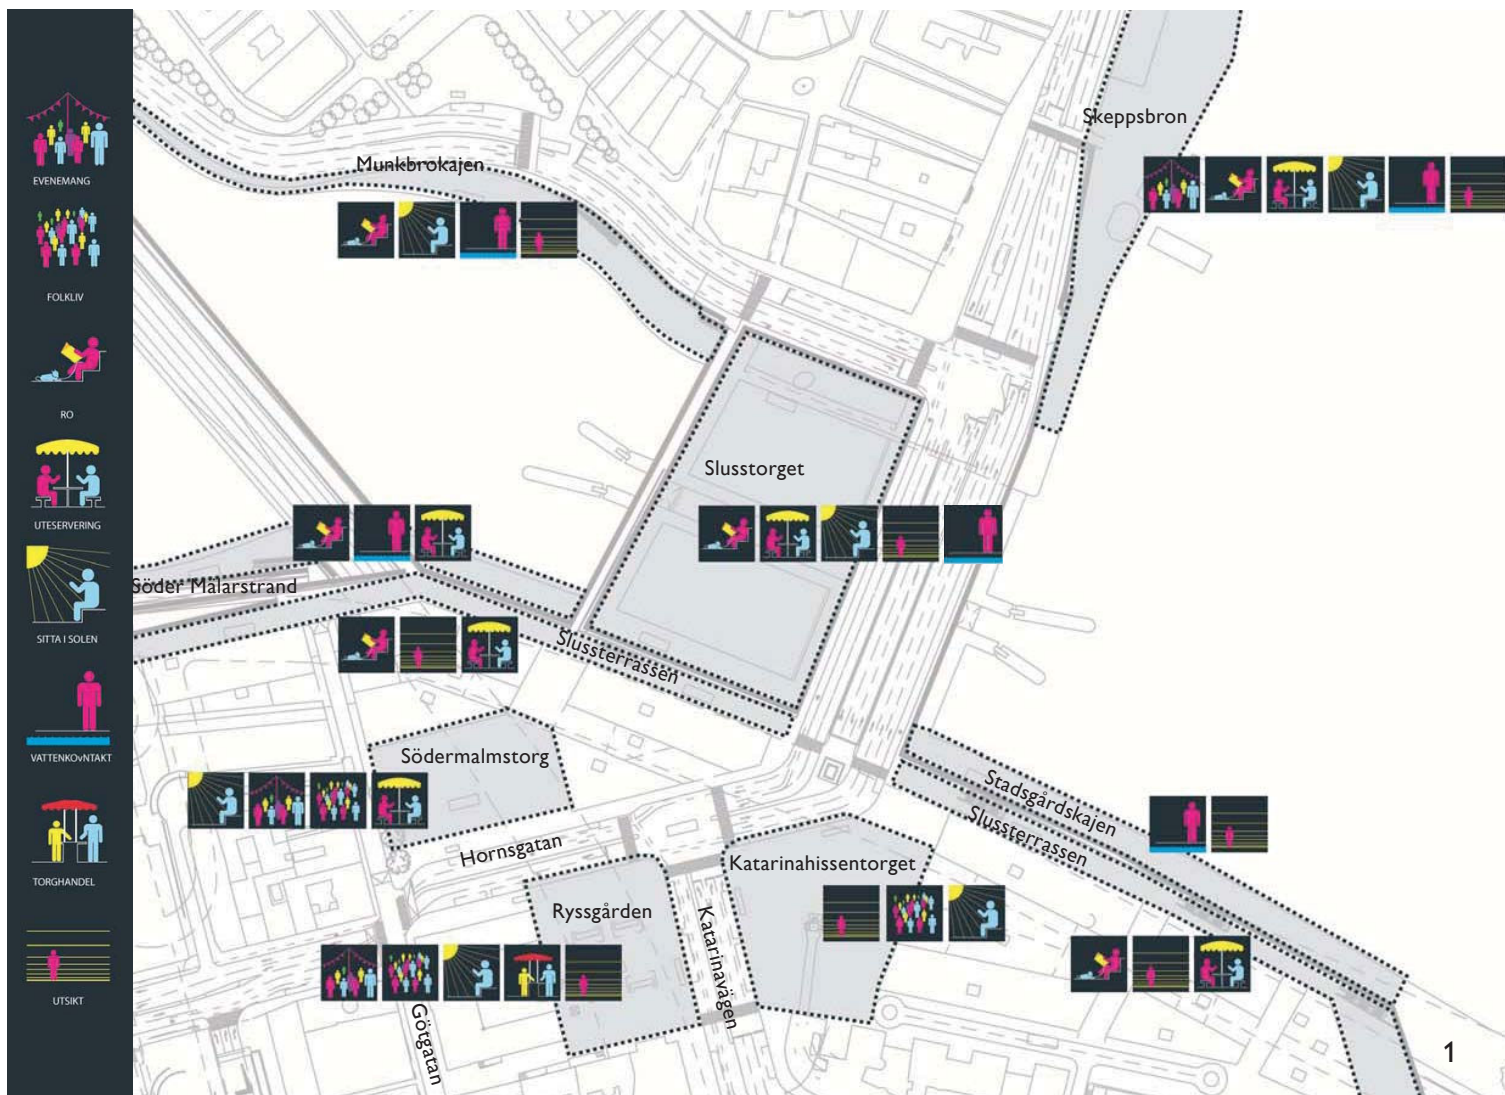 EVENEMANG
FOLKLIV
RO
UTESERVERING
SITTA I SOLEN
VATTENKOvNTAKT
TORGHANDEL
UTSIKT
Skeppsbron
Munkbrokajen
Slusstorget
Söder Mälarstrand
Slussterrassen
Södermalmstorg
Stadsgårdskajen
Slussterrassen
Hornsgatan
Katarinahissentorget
Ryssgården
Katarinavägen
Götgatan
1